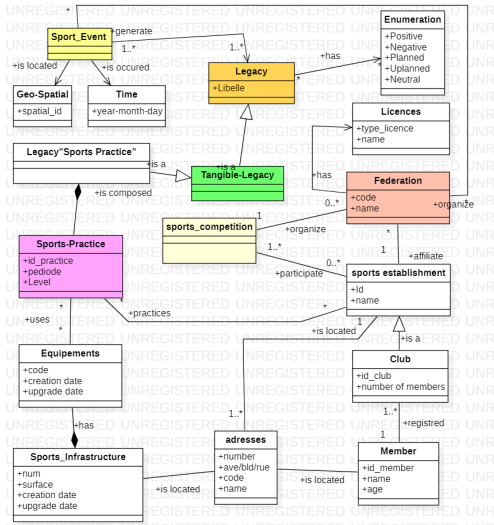 *
Sport_Event
+generate
1..*
1..*
+is located
+is occured
Geo-Spatial
+spatial_id
Time
+year-month-day
Legacy
+Libelle
+has
*
*
Enumeration
+Positive
+Negative
+Planned
+Uplanned
+Neutral
Licences
+type_licence
+name
+has
Legacy"Sports Practice"
+is a
+is a
Tangible-Legacy
+is composed
Federation
+code
+name
+organize
0..*
1
+organize
sports_competition
1..*
0..*
+participate
*
1
+affiliate
Sports-Practice
+id_practice
+pediode
+Level
sports establishment
+Id
+name
*
+uses
*
*
+practices
*
1
+is located
+is a
Equipements
+code
+creation date
+upgrade date
Club
+id_club
+number of members
+has
1..*
1..*
+registred
1
Sports_Infrastructure
+num
+surface
+creation date
+upgrade date
+is located
adresses
+number
+ave/bld/rue
+code
+name
+is located
Member
+id_member
+name
+age
UNREGISTERED